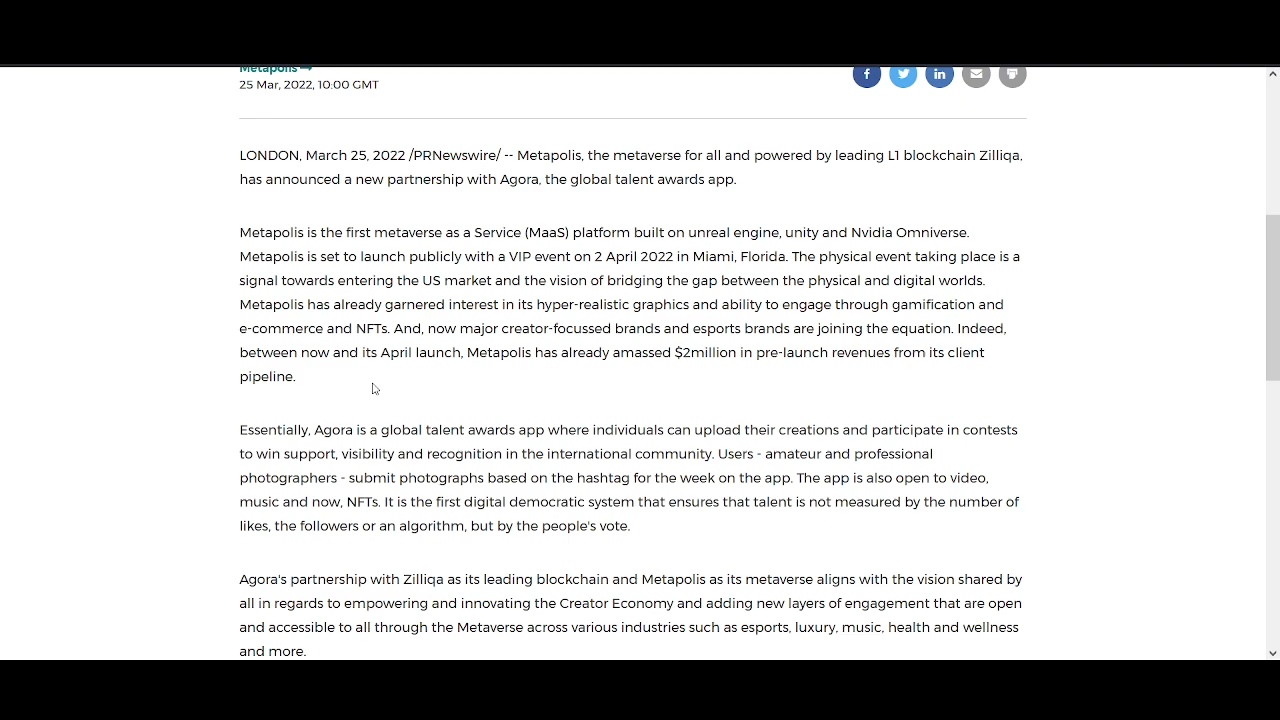 Metapolis →
25 Mar, 2022, 10:00 GMT
LONDON, March 25, 2022 /PRNewswire/ -- Metapolis, the metaverse for all and powered by leading L1 blockchain Zilliqa,
has announced a new partnership with Agora, the global talent awards app.
Metapolis is the first metaverse as a Service (MaaS) platform built on unreal engine, unity and Nvidia Omniverse.
Metapolis is set to launch publicly with a VIP event on 2 April 2022 in Miami, Florida. The physical event taking place is a
signal towards entering the US market and the vision of bridging the gap between the physical and digital worlds.
Metapolis has already garnered interest in its hyper-realistic graphics and ability to engage through gamification and
e-commerce and NFTs. And, now major creator-focussed brands and esports brands are joining the equation. Indeed,
between now and its April launch, Metapolis has already amassed $2million in pre-launch revenues from its client
pipeline.
Essentially, Agora is a global talent awards app where individuals can upload their creations and participate in contests
to win support, visibility and recognition in the international community. Users - amateur and professional
photographers - submit photographs based on the hashtag for the week on the app. The app is also open to video,
music and now, NFTs. It is the first digital democratic system that ensures that talent is not measured by the number of
likes, the followers or an algorithm, but by the people's vote.
Agora's partnership with Zilliqa as its leading blockchain and Metapolis as its metaverse aligns with the vision shared by
all in regards to empowering and innovating the Creator Economy and adding new layers of engagement that are open
and accessible to all through the Metaverse across various industries such as esports, luxury, music, health and wellness
and more.